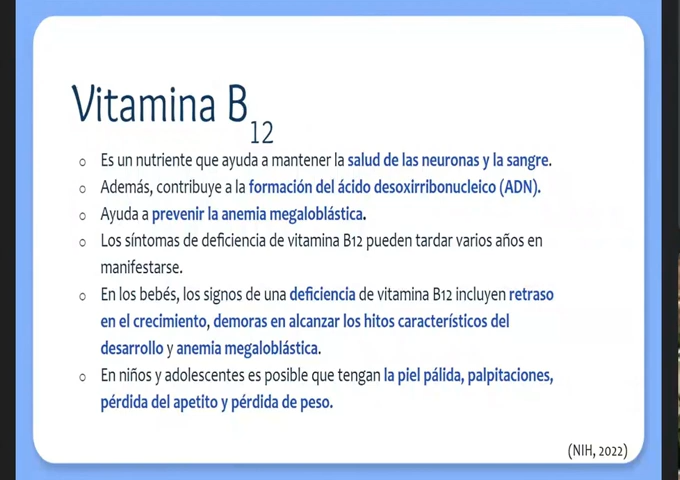 Vitamina B12
Es un nutriente que ayuda a mantener la salud de las neuronas y la sangre.
Además, contribuye a la formación del ácido desoxirribonucleico (ADN).
Ayuda a prevenir la anemia megaloblástica.
Los síntomas de deficiencia de vitamina B12 pueden tardar varios años en
manifestarse.
En los bebés, los signos de una deficiencia de vitamina B12 incluyen retraso
en el crecimiento, demoras en alcanzar los hitos característicos del
desarrollo y anemia megaloblástica.
En niños y adolescentes es posible que tengan la piel pálida, palpitaciones,
pérdida del apetito y pérdida de peso.
(NIH, 2022)